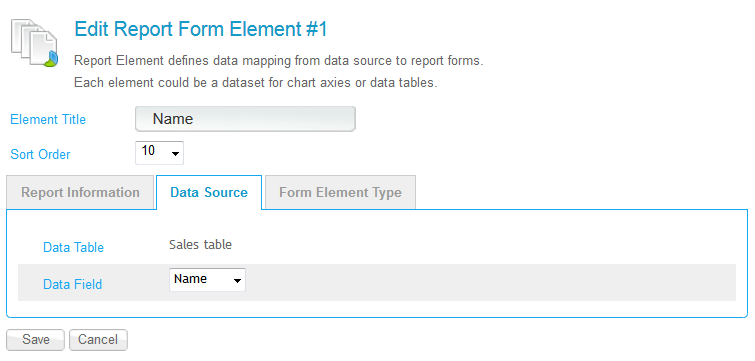 Edit Report Form Element #1
Report Element defines data mapping from data source to report forms.
Each element could be a dataset for chart axies or data tables.
Element Title Name
Sort Order 10
Report Information Data Source Form Element Type
Data Table Sales table
Data Field Name
Save Cancel